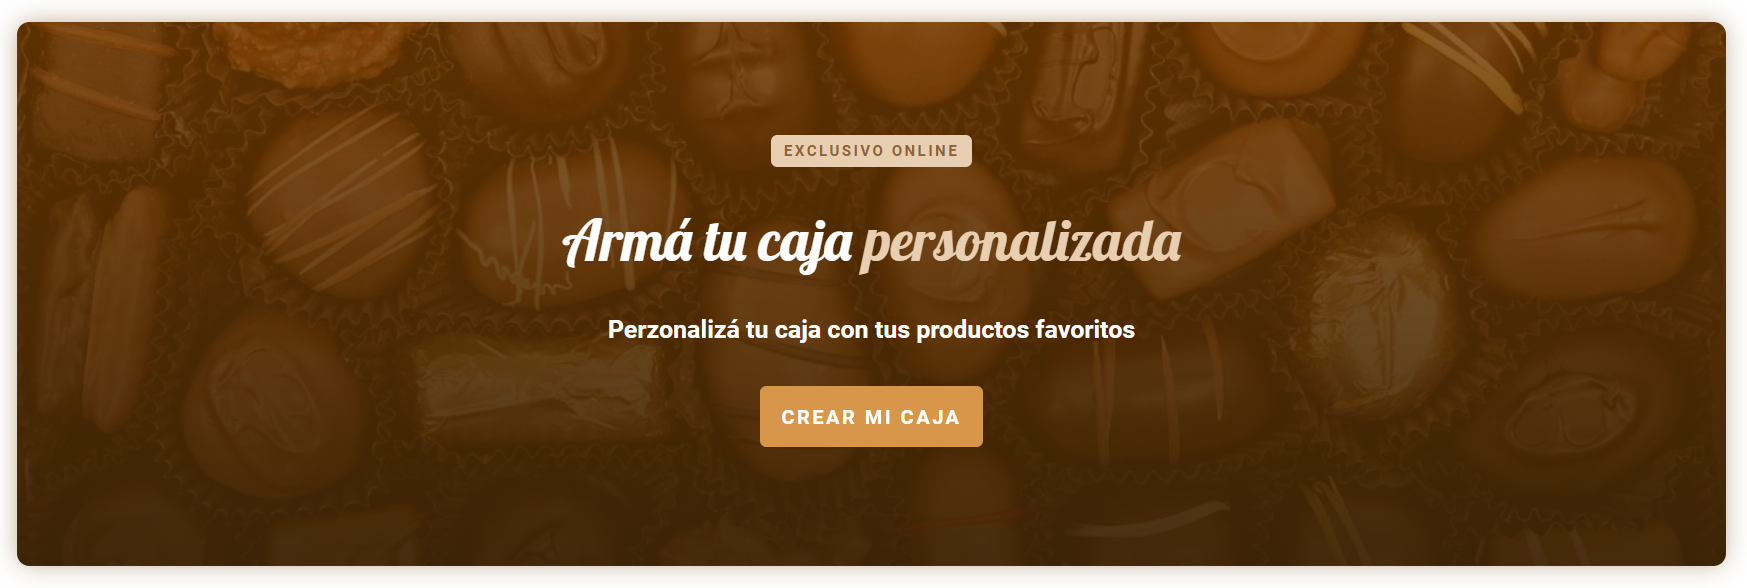 EXCLUSIVO ONLINE
Armá tu caja personalizada
Perzonalizá tu caja con tus productos favoritos
CREAR MI CAJA